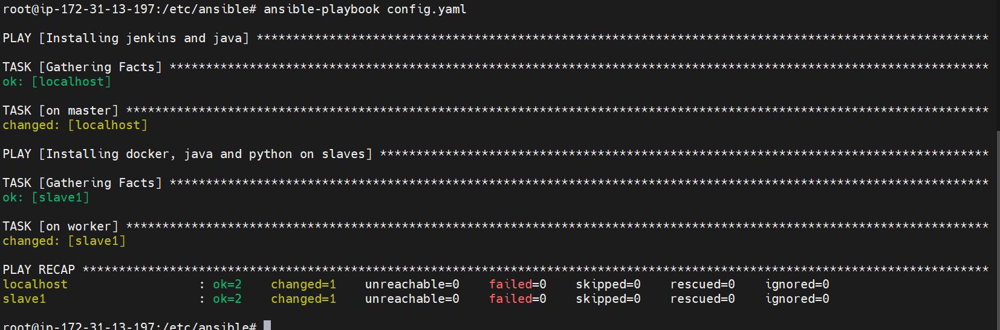 root@ip-172-31-13-197:/etc/ansible# ansible-playbook config.yaml
PLAY [Installing jenkins and java] *****************************************************************************************************
TASK [Gathering Facts] *****************************************************************************************************************
ok: [localhost]
TASK [on master] ***********************************************************************************************************************
changed: [localhost]
PLAY [Installing docker, java and python on slaves] ************************************************************************************
TASK [Gathering Facts] *****************************************************************************************************************
ok: [slave1]
TASK [on worker] ***********************************************************************************************************************
changed: [slave1]
PLAY RECAP *****************************************************************************************************************************
localhost                  : ok=2    changed=1    unreachable=0    failed=0    skipped=0    rescued=0    ignored=0
slave1                     : ok=2    changed=1    unreachable=0    failed=0    skipped=0    rescued=0    ignored=0
root@ip-172-31-13-197:/etc/ansible#